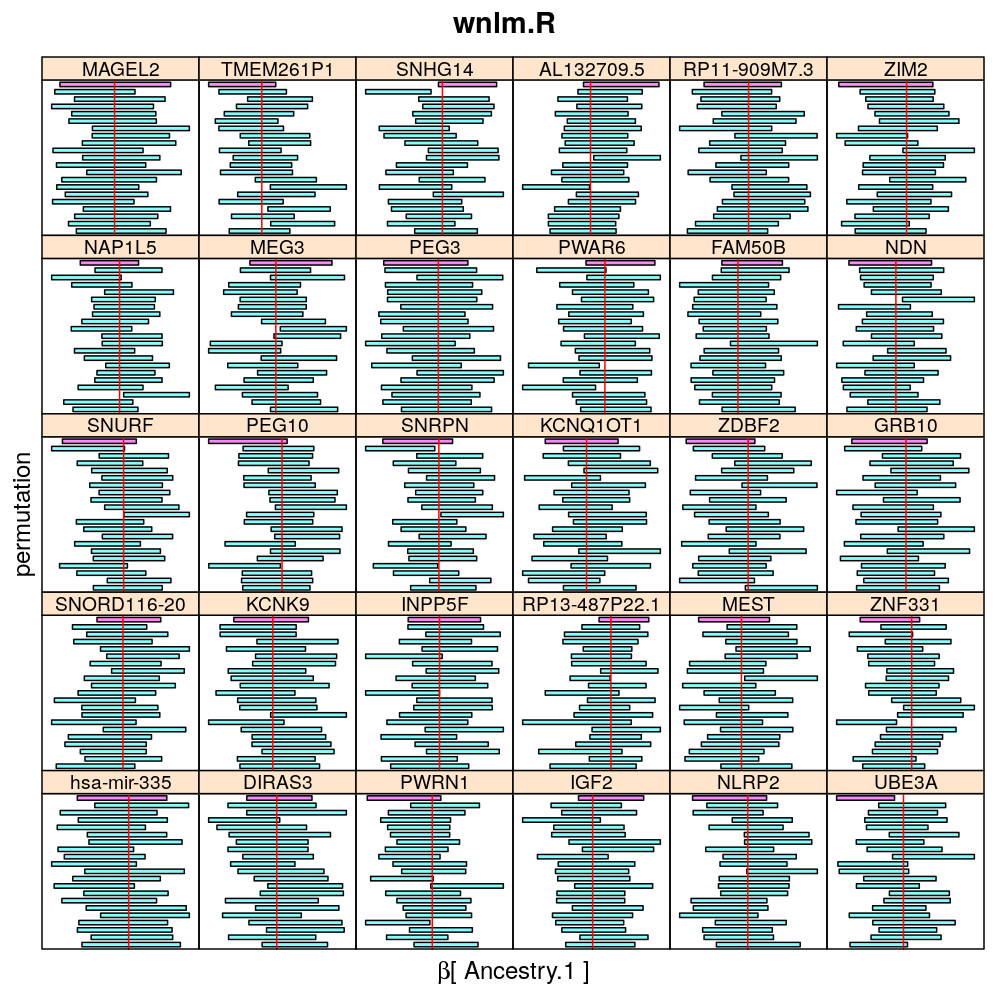 wnlm.R
MAGEL2 TMEM261P1 SNHG14 AL132709.5 RP11-909M7.3 ZIM2
NAP1L5 MEG3 PEG3 PWAR6 FAM50B NDN
SNURF PEG10 SNRPN KCNQ1OT1 ZDBF2 GRB10
SNORD116-20 KCNK9 INPP5F RP13-487P22.1 MEST ZNF331
hsa-mir-335 DIRAS3 PWRN1 IGF2 NLRP2 UBE3A
permutation
β[ Ancestry.1 ]